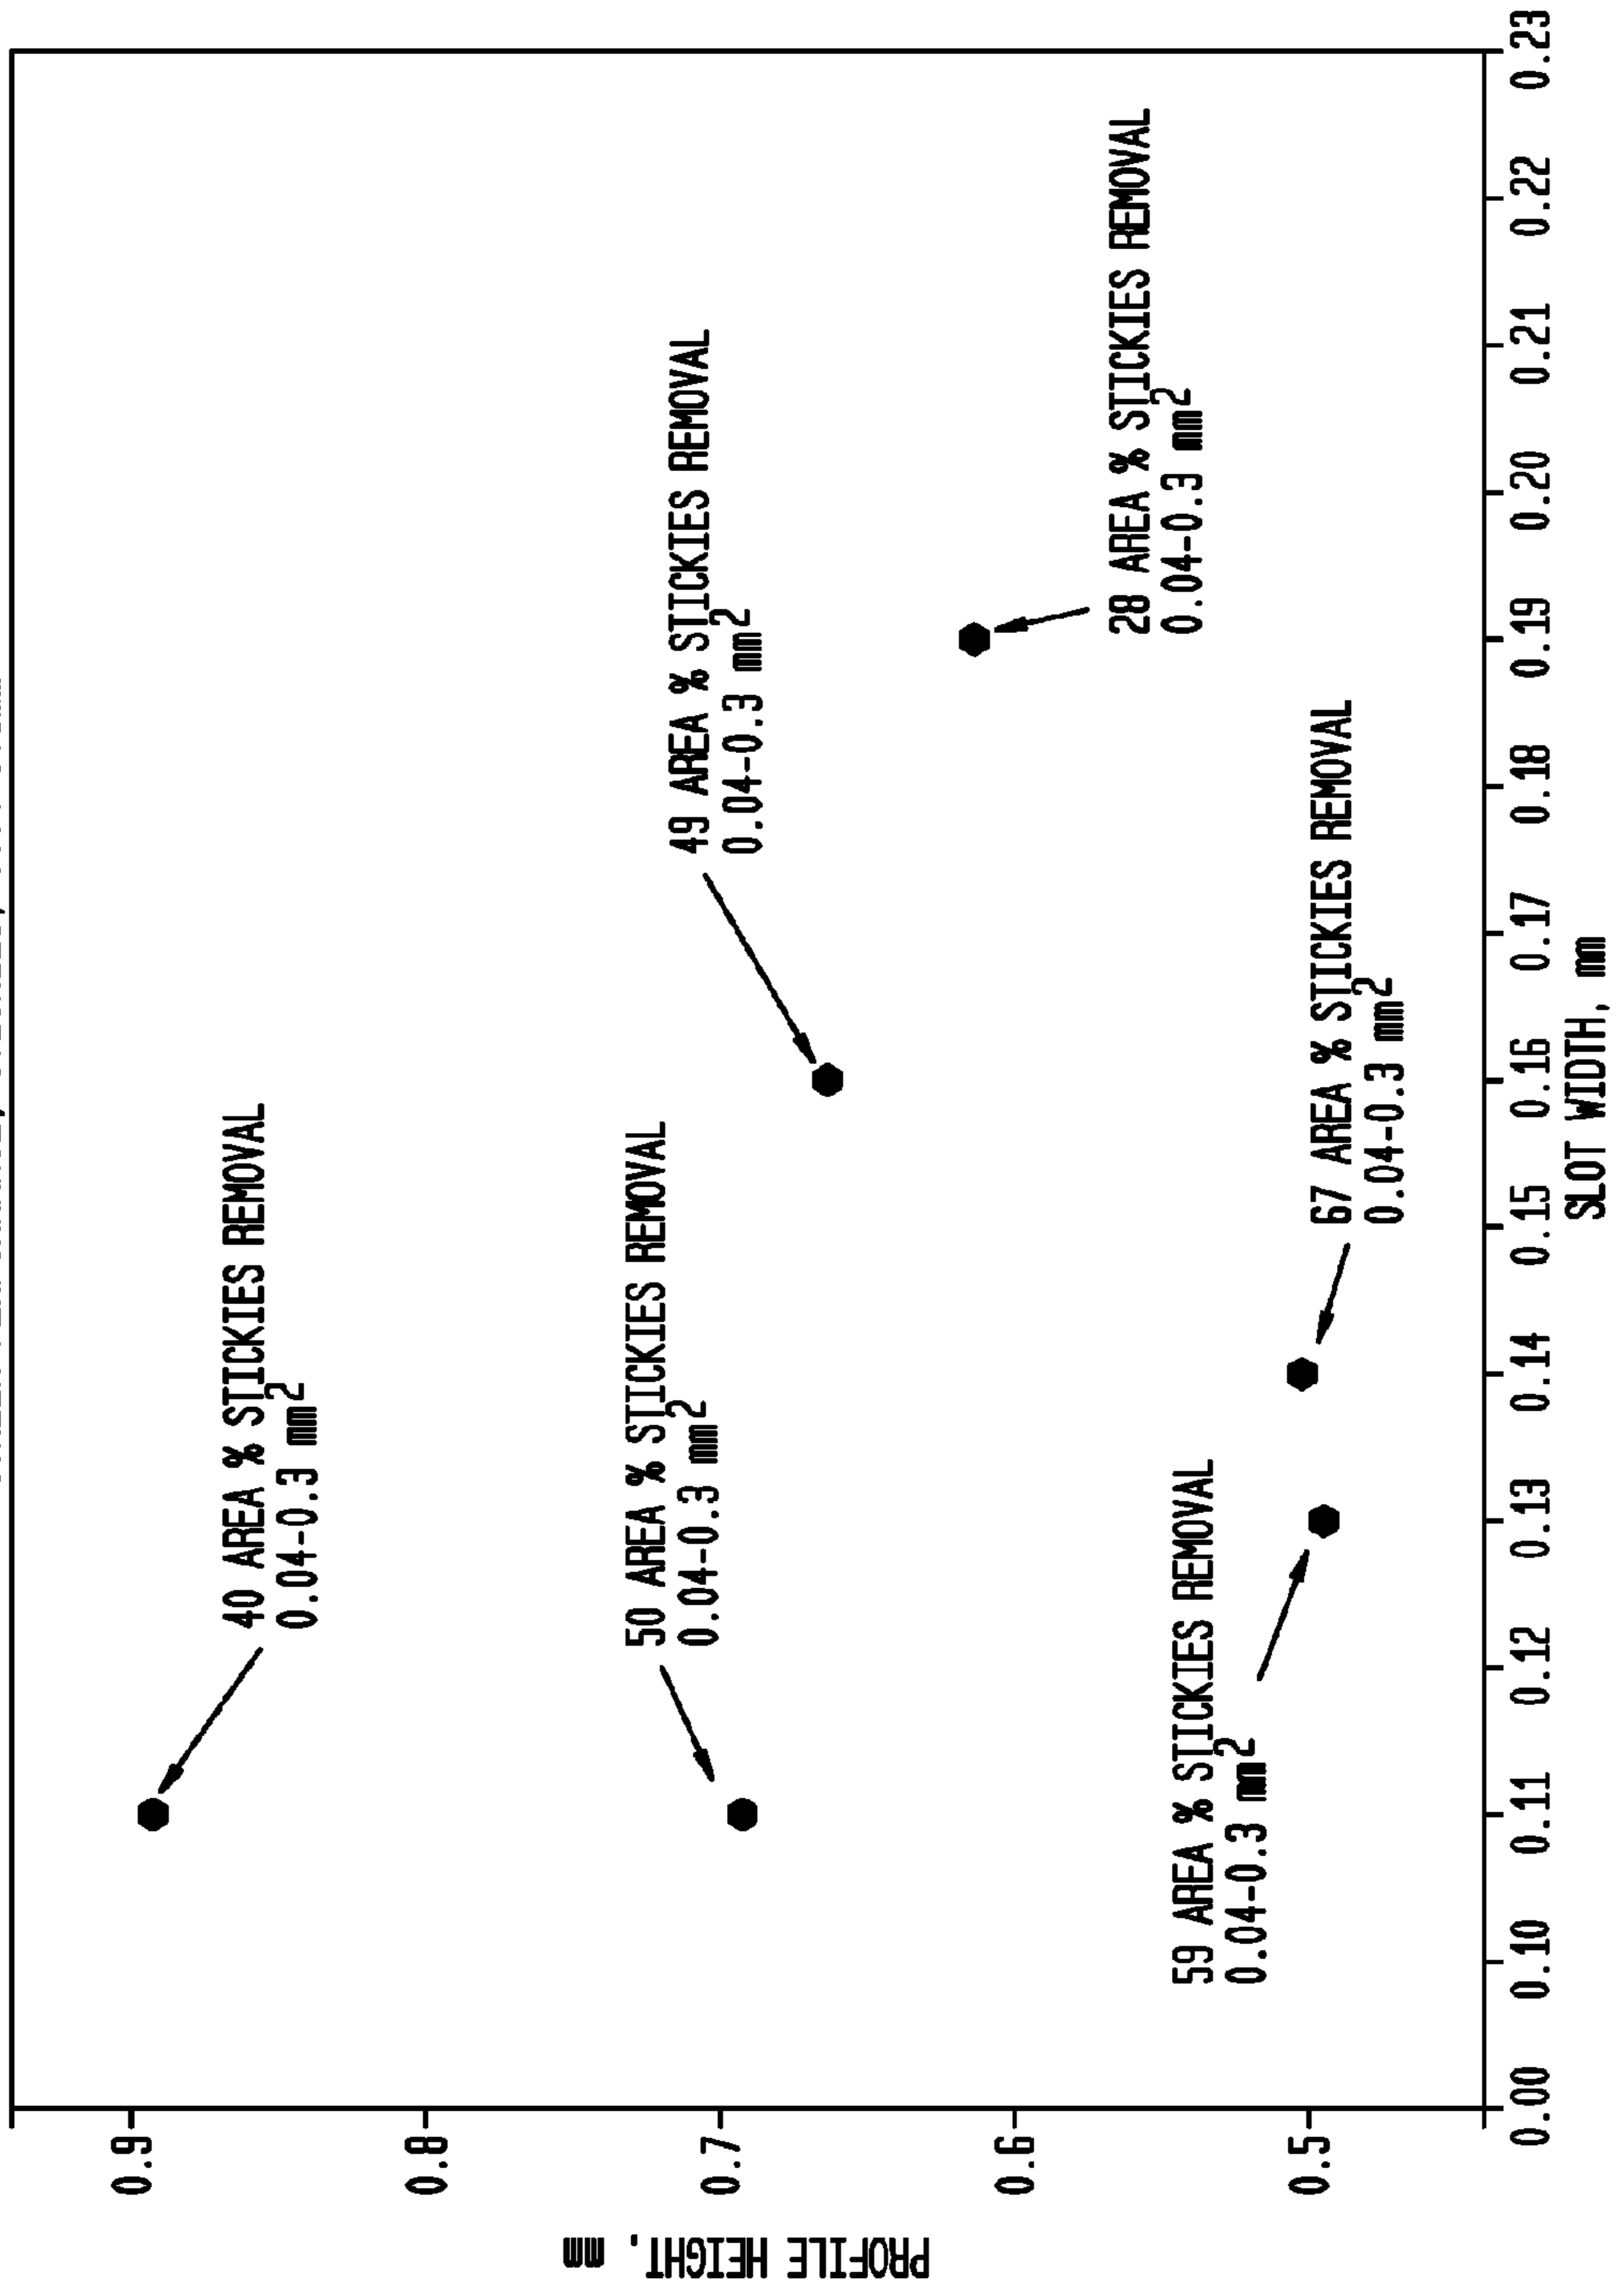 PROFILE HEIGHT, mm
0.9
0.8
0.7
0.6
0.5
40 AREA % STICKIES REMOVAL
0.04-0.3 mm²
50 AREA % STICKIES REMOVAL
0.04-0.3 mm²
49 AREA % STICKIES REMOVAL
0.04-0.3 mm²
28 AREA % STICKIES REMOVAL
0.04-0.3 mm²
59 AREA % STICKIES REMOVAL
0.04-0.3 mm²
67 AREA % STICKIES REMOVAL
0.04-0.3 mm²
0.00 0.10 0.11 0.12 0.13 0.14 0.15 0.16 0.17 0.18 0.19 0.20 0.21 0.22 0.23
SLOT WIDTH, mm